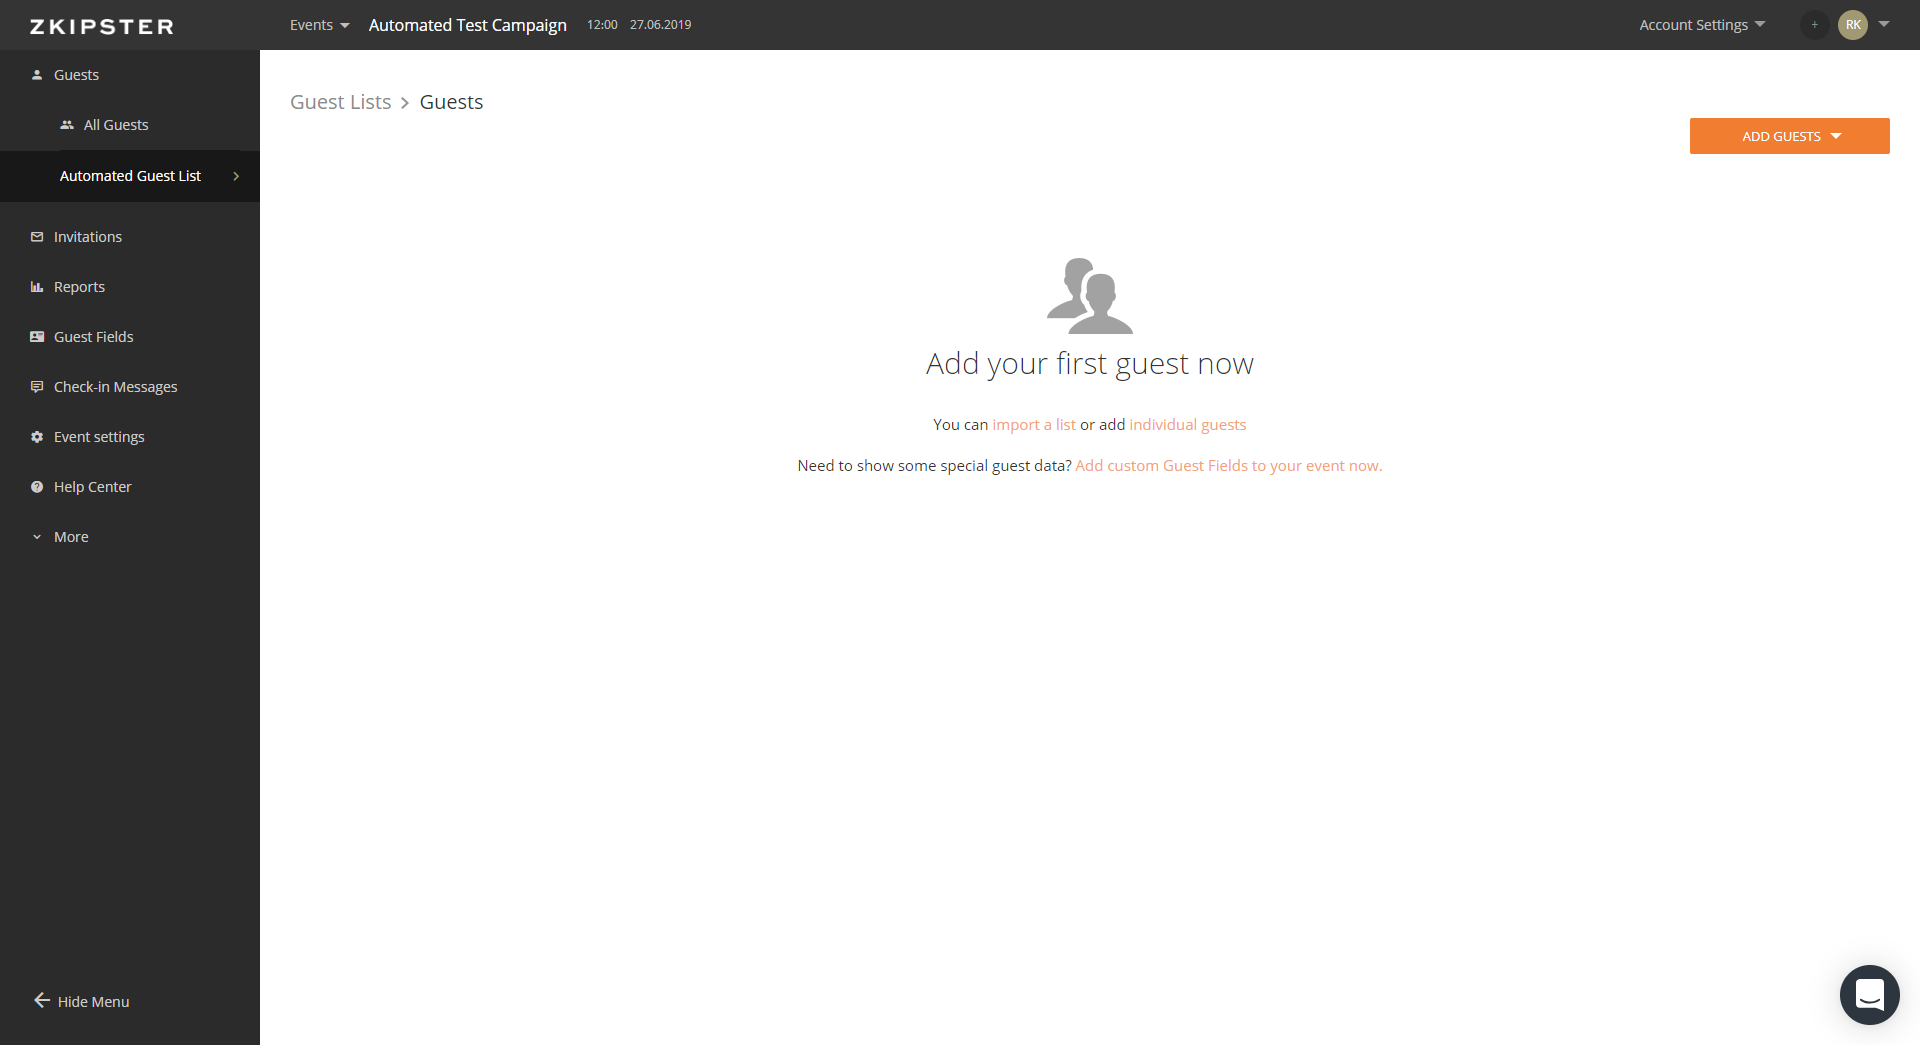 ZKIPSTER
Events
Automated Test Campaign
12:00
27.06.2019
Account Settings
+
RK
Guests
All Guests
Automated Guest List
Invitations
Reports
Guest Fields
Check-in Messages
Event settings
Help Center
More
Hide Menu
Guest Lists > Guests
ADD GUESTS
Add your first guest now
You can import a list or add individual guests
Need to show some special guest data? Add custom Guest Fields to your event now.